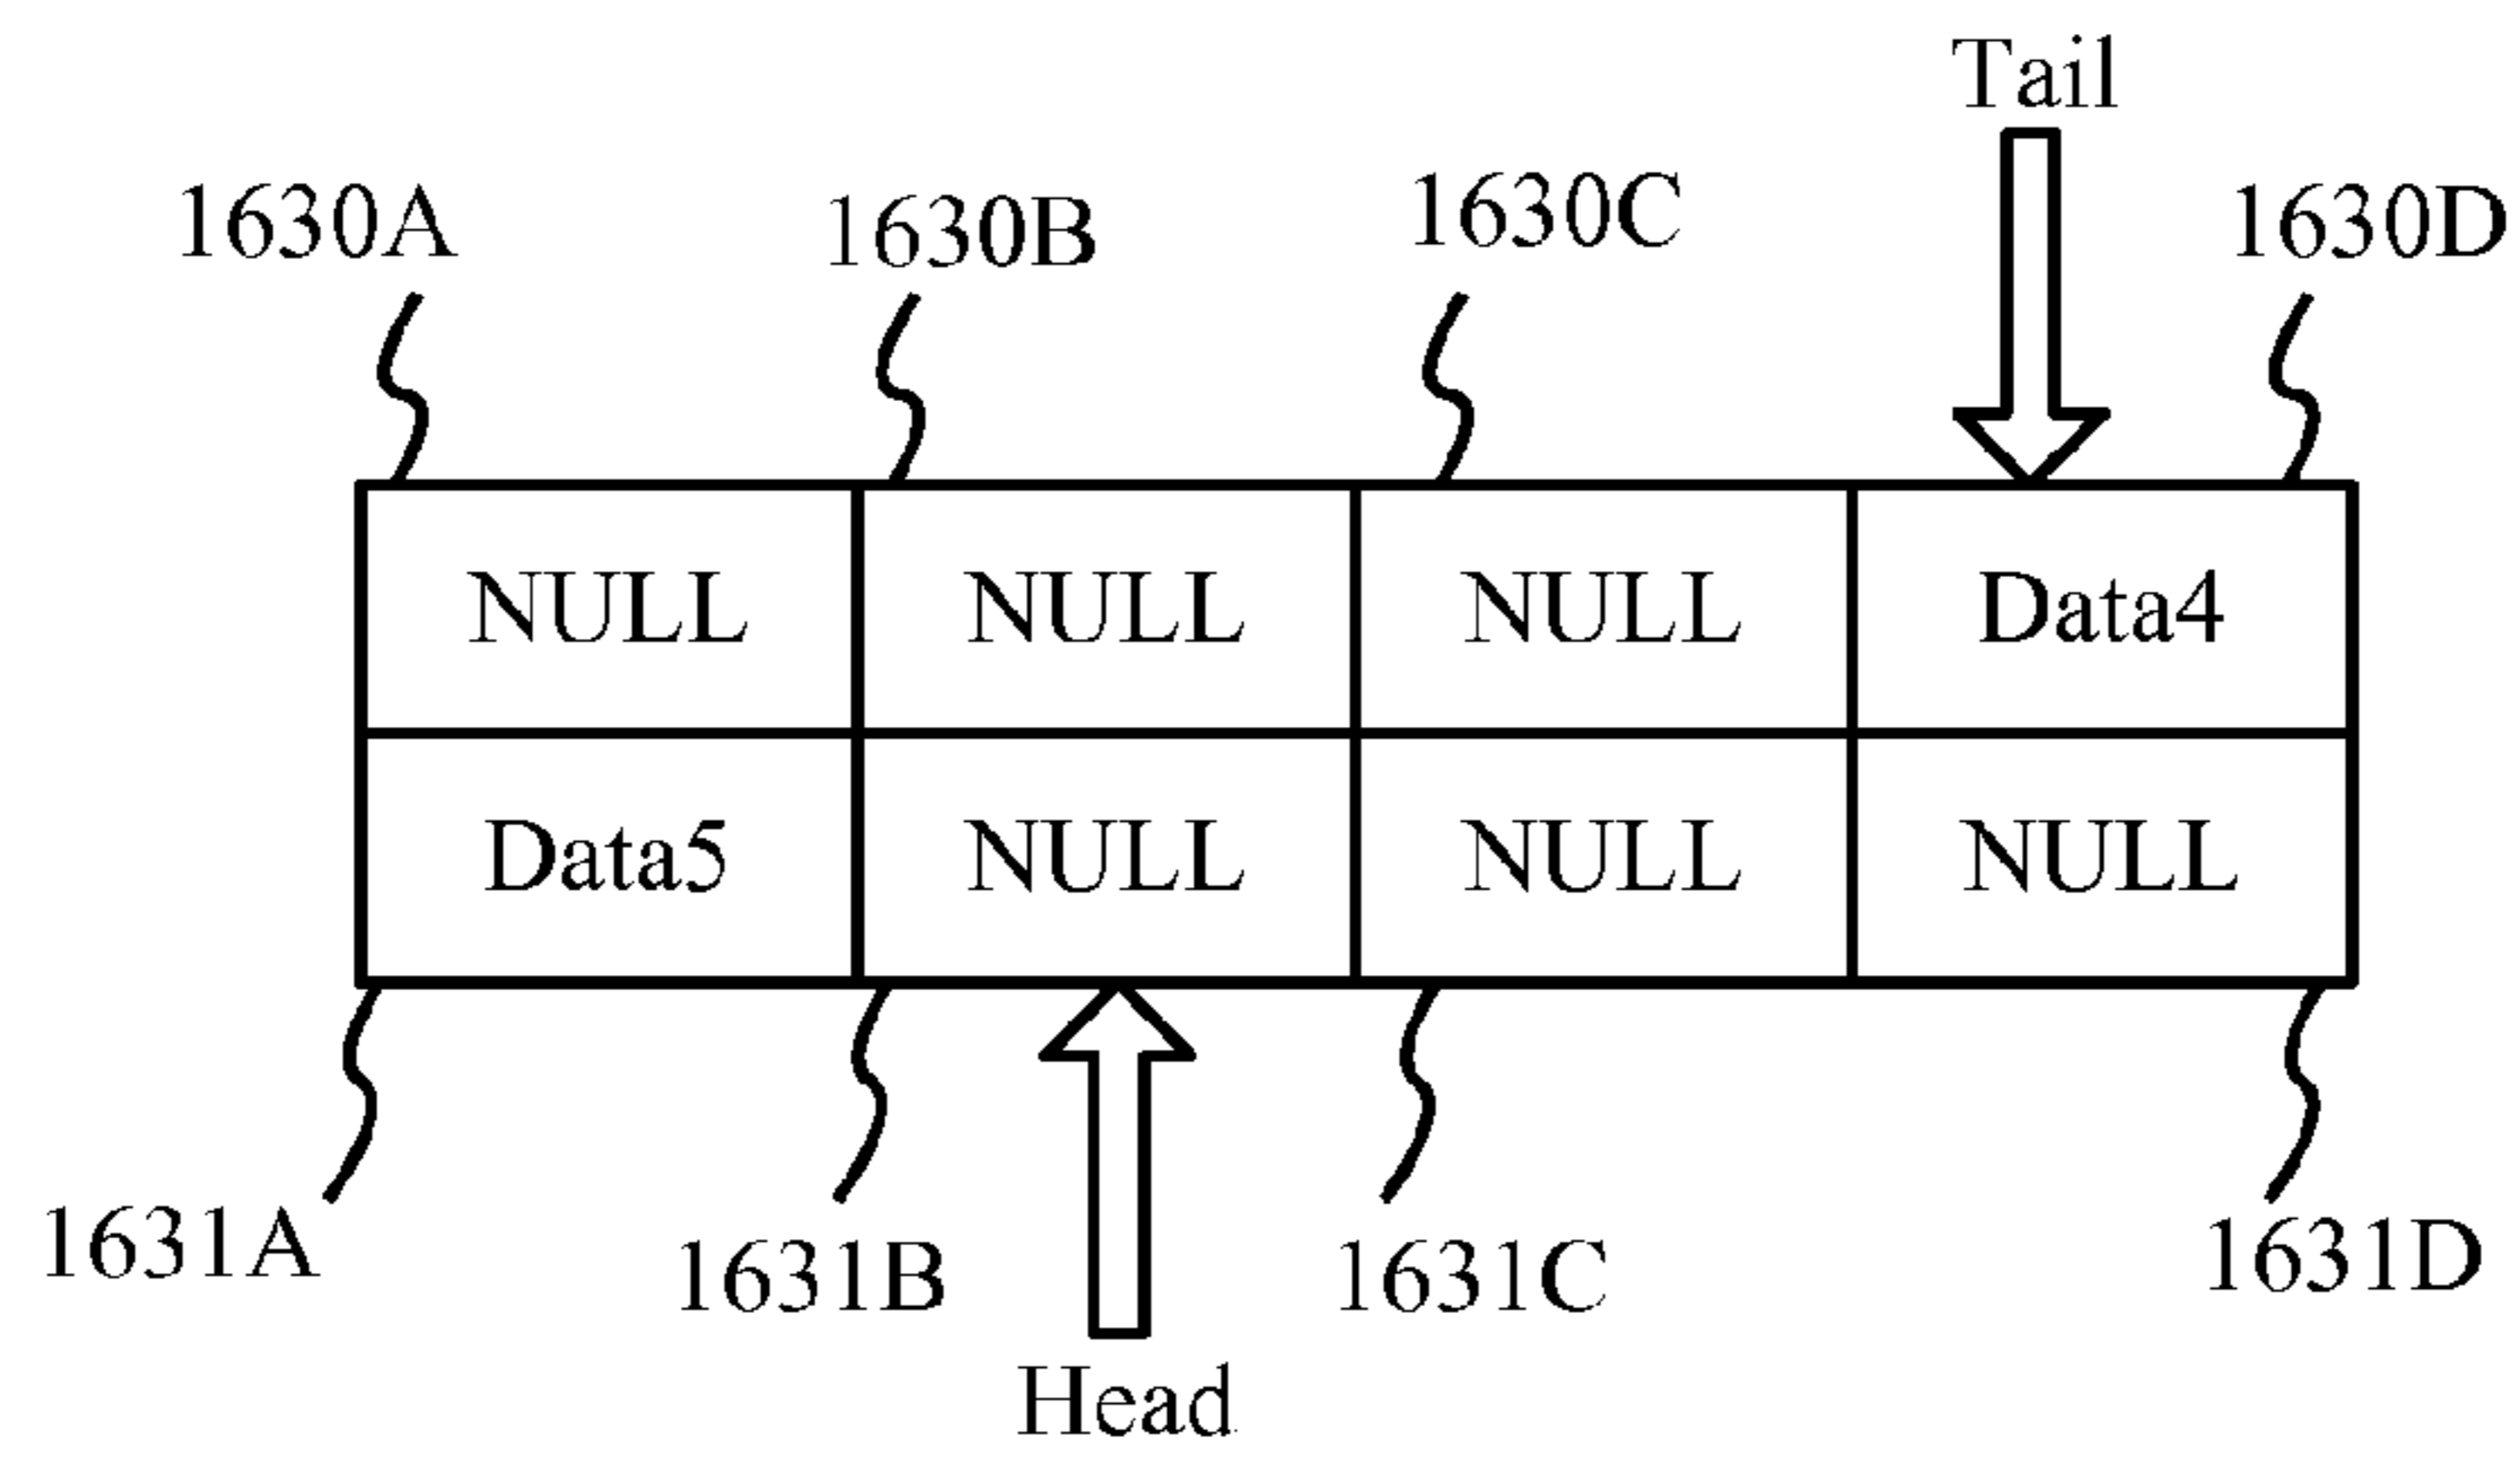 Tail
1630A 1630B 1630C 1630D
NULL NULL NULL Data4
Data5 NULL NULL NULL
1631A 1631B 1631C 1631D
Head